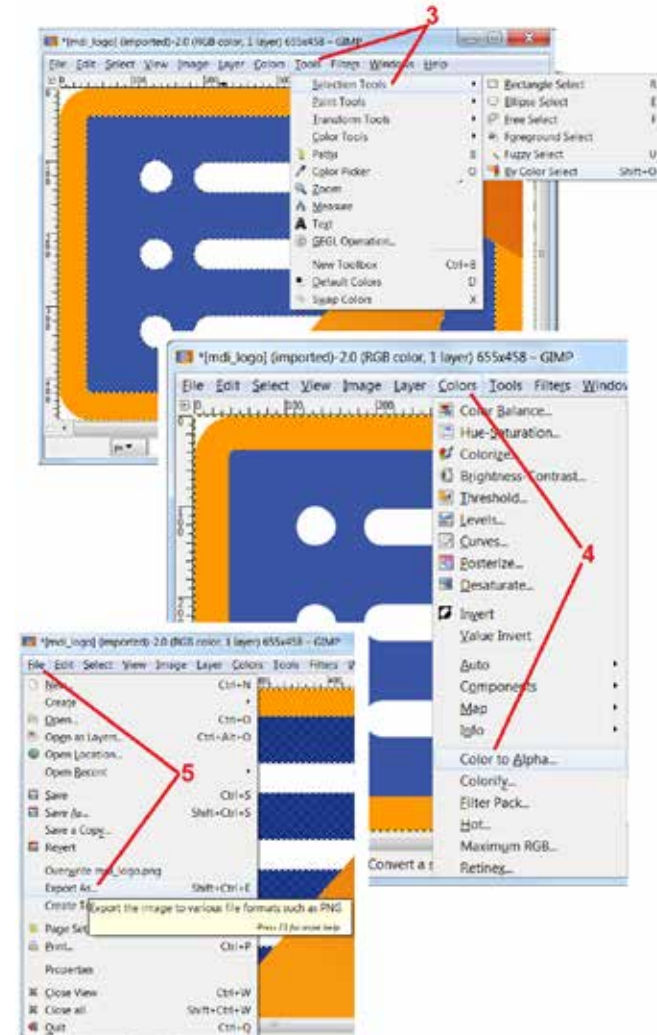 3
*[mdi_logo] (imported)-2.0 (RGB color, 1 layer) 655x458 – GIMP
File Edit Select View Image Layer Colors Tools Filters Windows Help
Selection Tools
Paint Tools
Transform Tools
Color Tools
Paths B
Color Picker O
Zoom
Measure
Text
GEGL Operation...
New Toolbox Ctrl+B
Default Colors D
Swap Colors X
Rectangle Select R
Ellipse Select E
Free Select F
Foreground Select
Fuzzy Select U
By Color Select Shift+O
px
*[mdi_logo] (imported)-2.0 (RGB color, 1 layer) 655x458 – GIMP
File Edit Select View Image Layer Colors Tools Filters Window
Color Balance...
Hue-Saturation...
Colorize...
Brightness-Contrast...
Threshold...
Levels...
Curves...
Posterize...
Desaturate...
Invert
Value Invert
Auto
Components
Map
Info
Color to Alpha...
Colorify...
Filter Pack...
Hot...
Maximum RGB...
Retinex...
4
Convert a s
*[mdi_logo] (imported)-2.0 (RGB color, 1 layer) 655x458 – GIMP
File Edit Select View Image Layer Colors Tools Filters
New... Ctrl+N
Create
Open... Ctrl+O
Open as Layers... Ctrl+Alt+O
Open Location...
Open Recent
Save Ctrl+S
Save As... Shift+Ctrl+S
Save a Copy...
Revert
Overwrite mdi_logo.png
Export As... Shift+Ctrl+E
Create
Export the image to various file formats such as PNG
Press F1 for more help
Page Set
Print... Ctrl+P
Properties
Close View Ctrl+W
Close all Shift+Ctrl+W
Quit Ctrl+Q
5